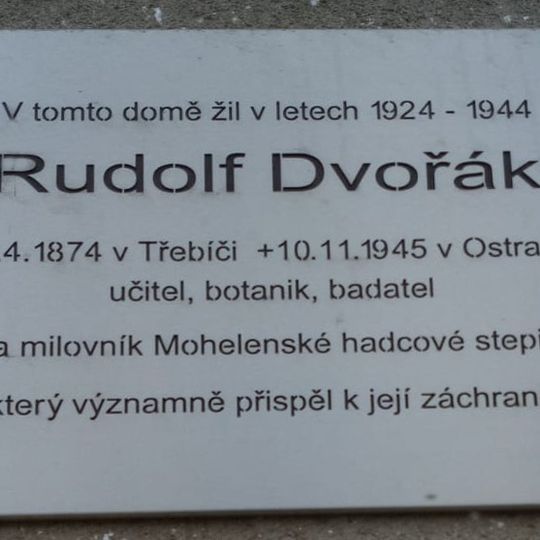 V tomto domě žil v letech 1924 - 1944
Rudolf Dvořák
.4.1874 v Třebíči +10.11.1945 v Ostra
učitel, botanik, badatel
a milovník Mohelenské hadcové stepi
který významně přispěl k její záchran